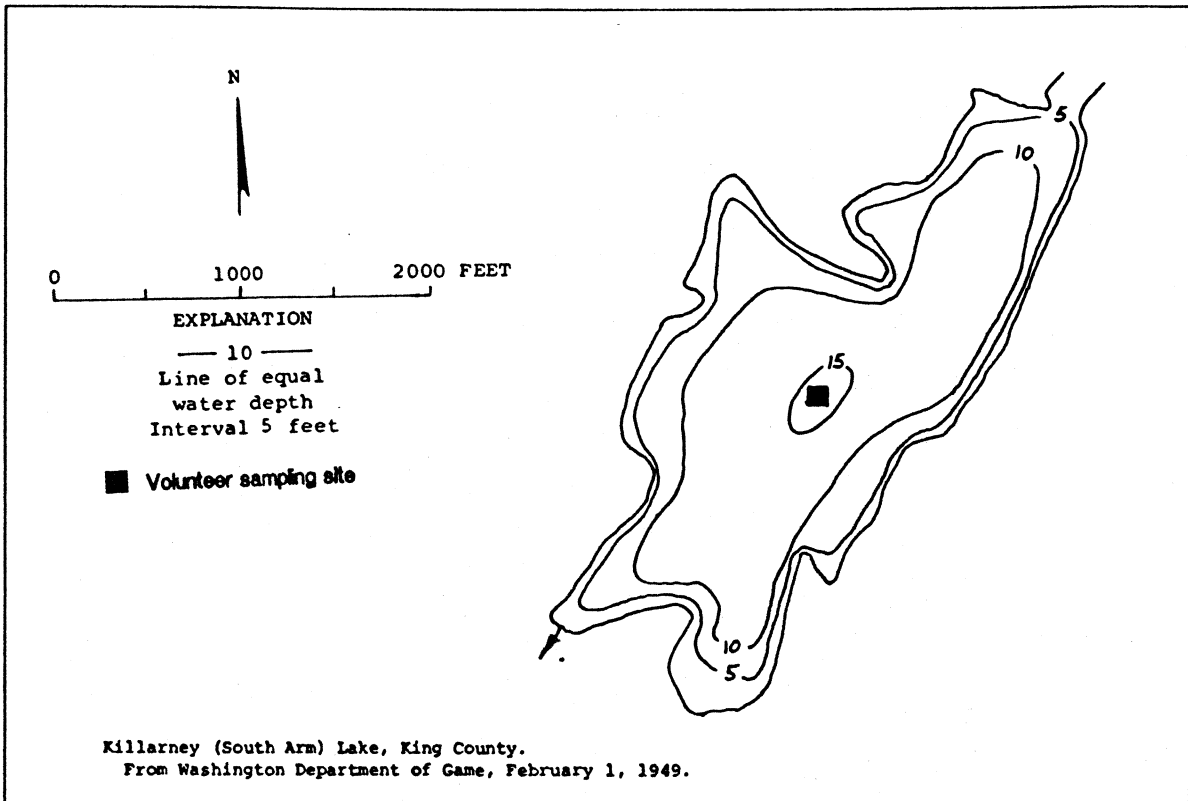 N
0 1000 2000 FEET
EXPLANATION
10
Line of equal
water depth
Interval 5 feet
Volunteer sampling site
5
10
15
10
5
Killarney (South Arm) Lake, King County.
From Washington Department of Game, February 1, 1949.